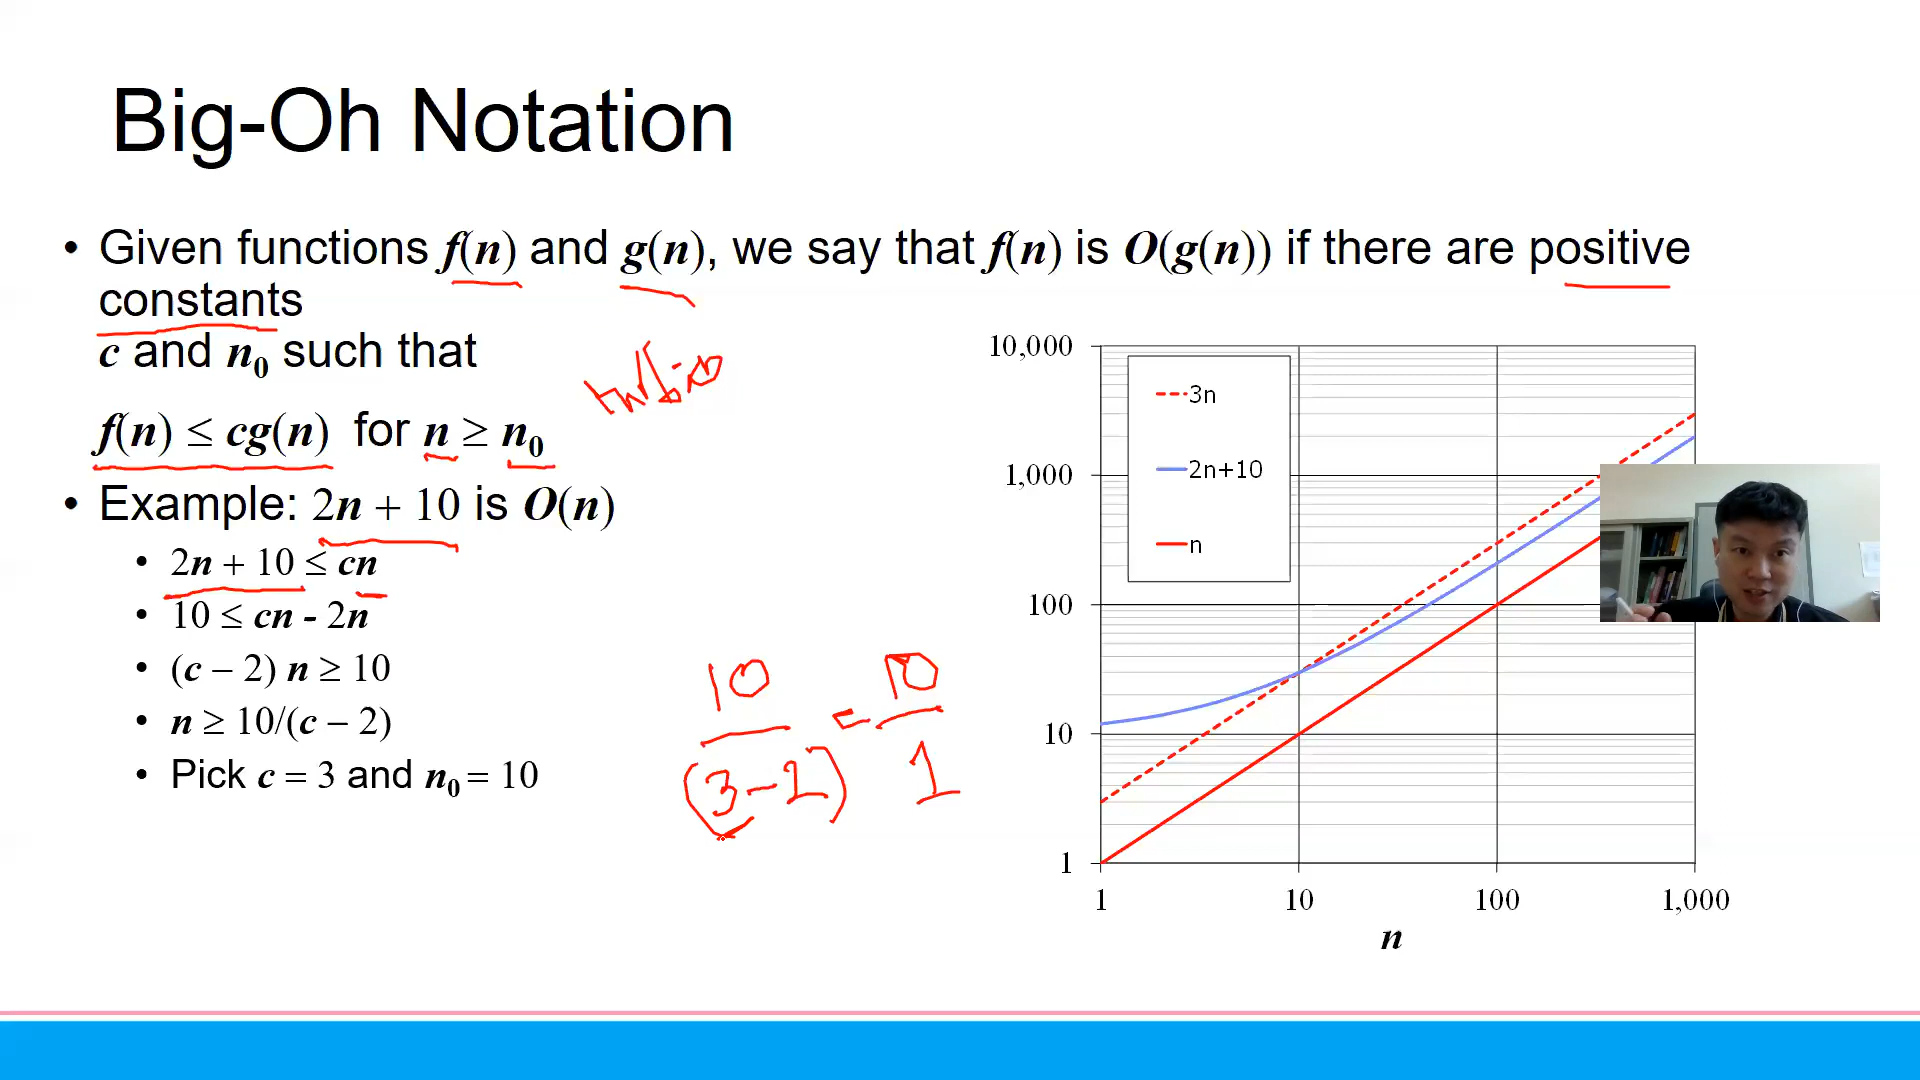 Big-Oh Notation
• Given functions f(n) and g(n), we say that f(n) is O(g(n)) if there are positive
constants
c and n₀ such that
f(n) ≤ cg(n) for n ≥ n₀
• Example: 2n + 10 is O(n)
• 2n + 10 ≤ cn
• 10 ≤ cn - 2n
• (c − 2) n ≥ 10
• n ≥ 10/(c − 2)
• Pick c = 3 and n₀ = 10
10
(3-2)
=
10
1
10,000
1,000
100
10
1
3n
2n+10
n
1
10
100
1,000
n